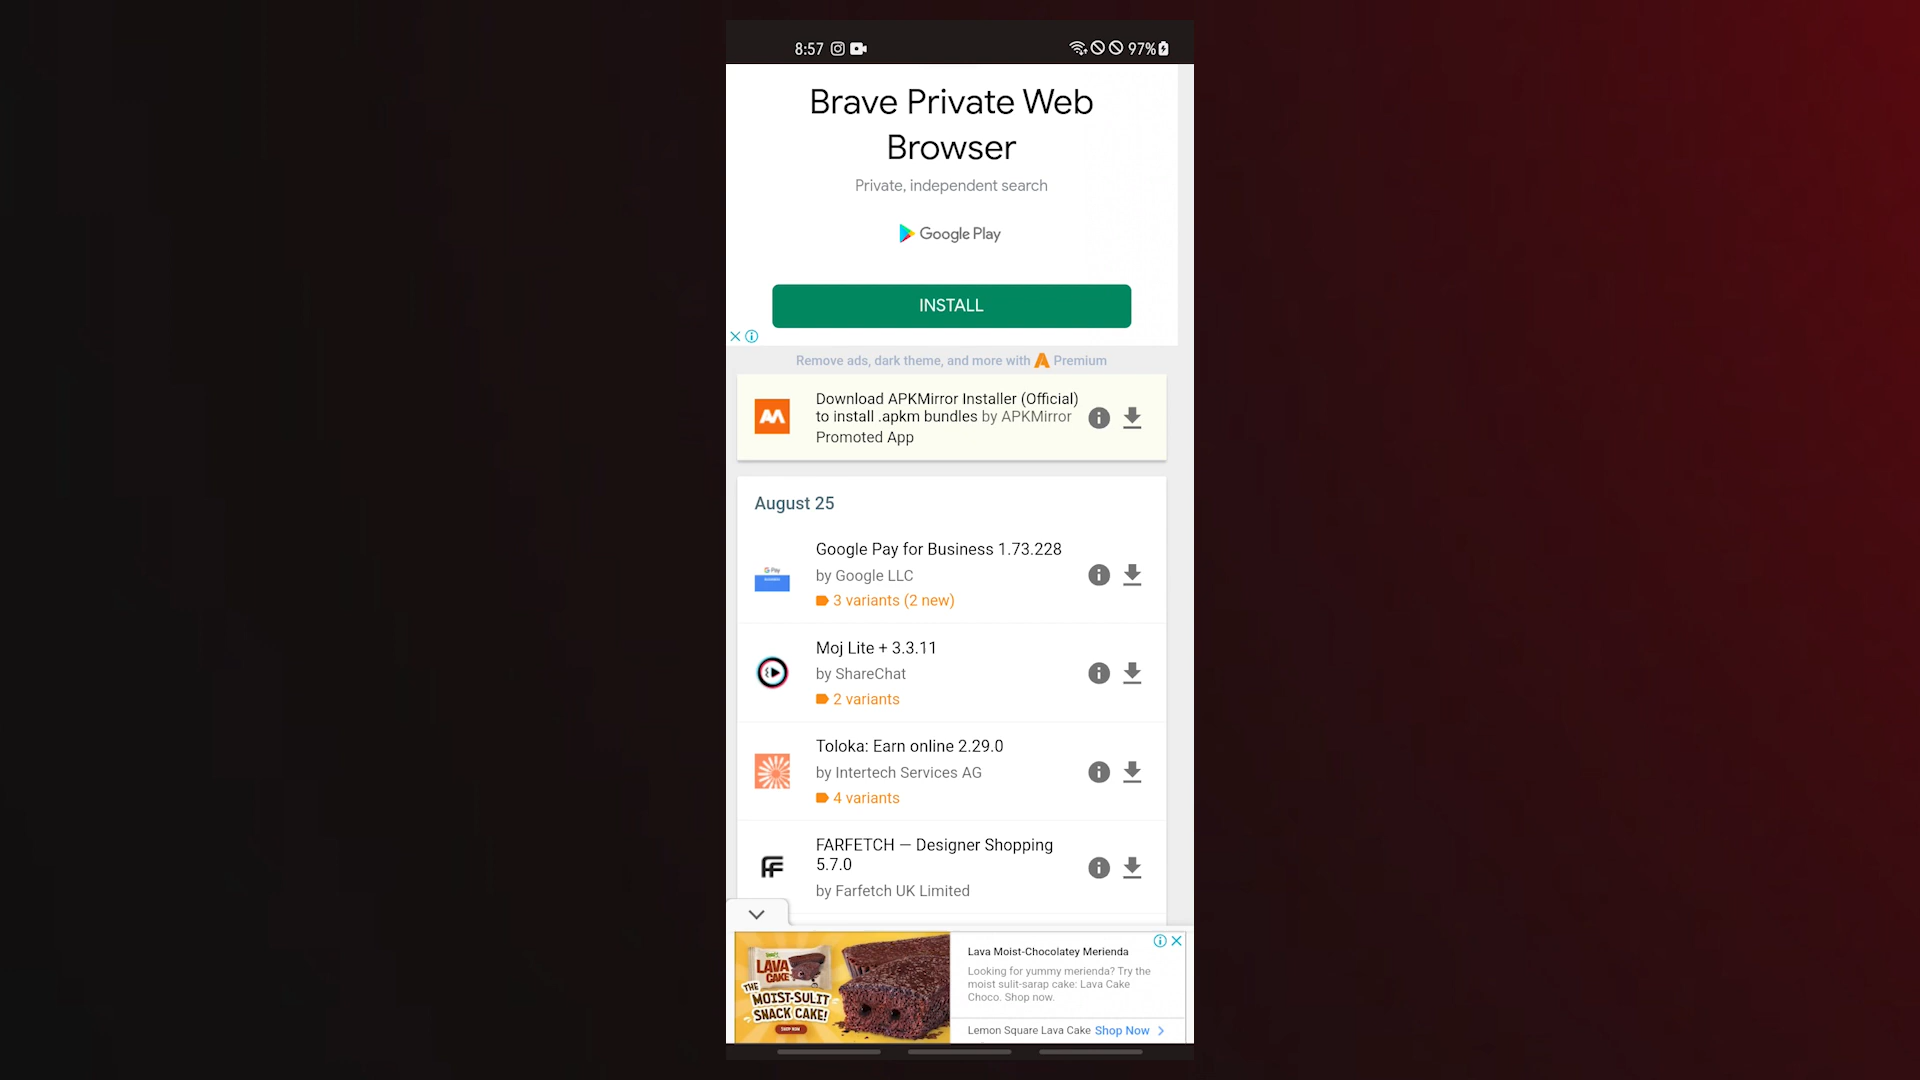 8:57
97%
Brave Private Web
Browser
Private, independent search
Google Play
INSTALL
Remove ads, dark theme, and more with Premium
Download APKMirror Installer (Official)
to install .apkm bundles by APKMirror
Promoted App
August 25
G Pay
Google Pay for Business 1.73.228
by Google LLC
3 variants (2 new)
Moj Lite + 3.3.11
by ShareChat
2 variants
Toloka: Earn online 2.29.0
by Intertech Services AG
4 variants
FARFETCH — Designer Shopping
5.7.0
by Farfetch UK Limited
LAVA
CAKE
THE
MOIST-SULIT
SNACK CAKE!
SHOP NOW
Lava Moist-Chocolatey Merienda
Looking for yummy merienda? Try the
moist sulit-sarap cake: Lava Cake
Choco. Shop now.
Lemon Square Lava Cake Shop Now